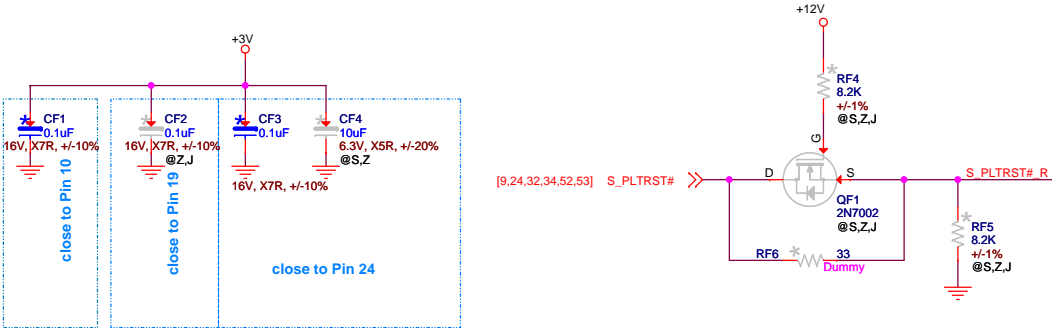 +3V
CF1
0.1uF
16V, X7R, +/-10%
close to Pin 10
CF2
0.1uF
16V, X7R, +/-10%
@Z,J
close to Pin 19
CF3
0.1uF
16V, X7R, +/-10%
CF4
10uF
6.3V, X5R, +/-20%
@S,Z
close to Pin 24
+12V
RF4
8.2K
+/-1%
@S,Z,J
G
[9,24,32,34,52,53] S_PLTRST#
D
S
S_PLTRST#_R
QF1
2N7002
@S,Z,J
RF6
33
Dummy
RF5
8.2K
+/-1%
@S,Z,J